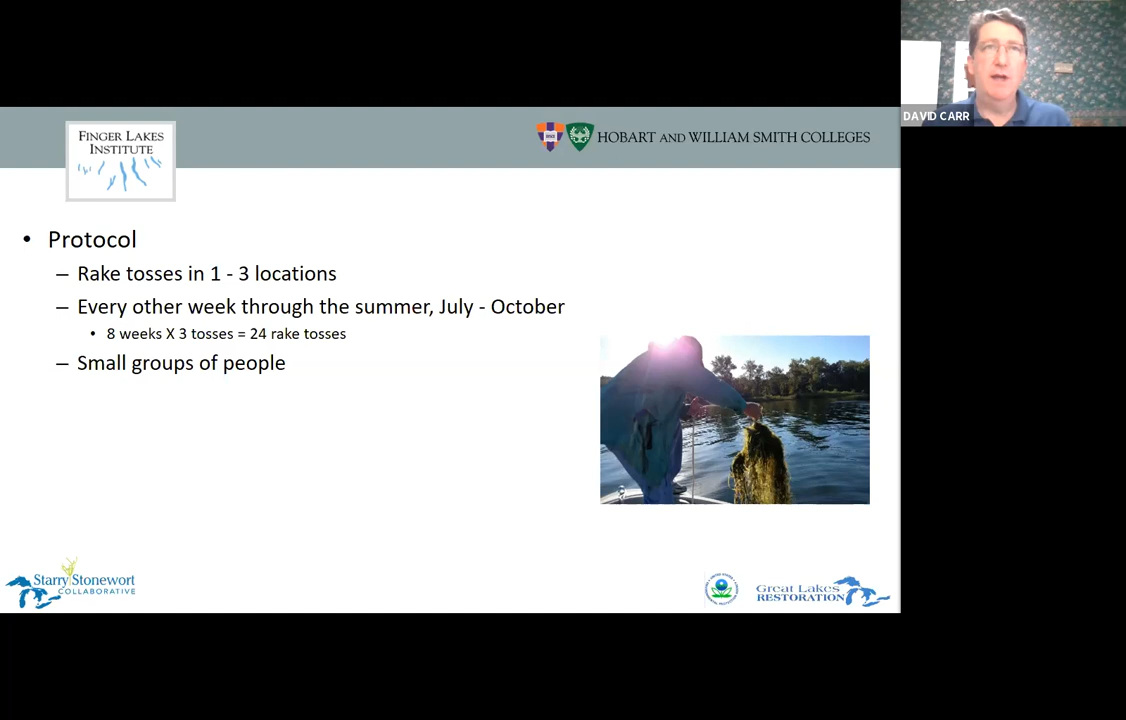 DAVID CARR
FINGER LAKES
INSTITUTE
HOBART AND WILLIAM SMITH COLLEGES
• Protocol
– Rake tosses in 1 - 3 locations
– Every other week through the summer, July - October
• 8 weeks X 3 tosses = 24 rake tosses
– Small groups of people
Starry Stonewort
COLLABORATIVE
Great Lakes
RESTORATION